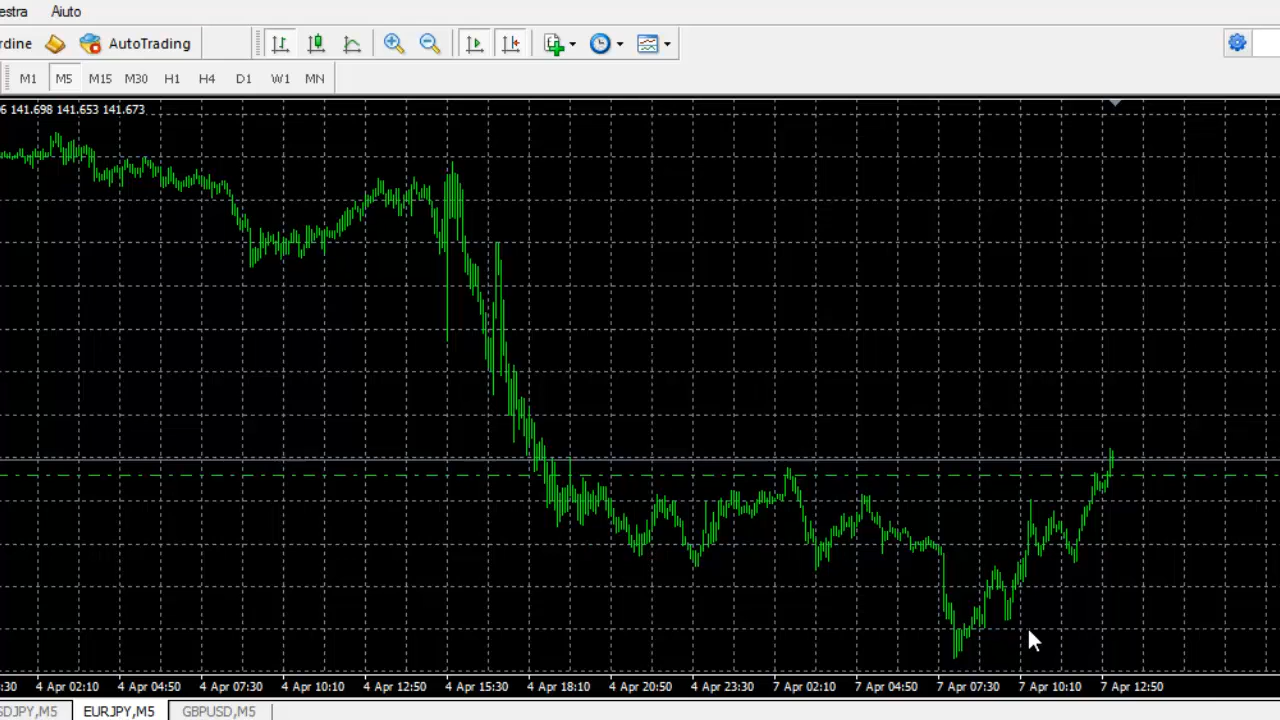 estra Aiuto
rdine AutoTrading
M1 M5 M15 M30 H1 H4 D1 W1 MN
6 141.698 141.653 141.673
:30 4 Apr 02:10 4 Apr 04:50 4 Apr 07:30 4 Apr 10:10 4 Apr 12:50 4 Apr 15:30 4 Apr 18:10 4 Apr 20:50 4 Apr 23:30 7 Apr 02:10 7 Apr 04:50 7 Apr 07:30 7 Apr 10:10 7 Apr 12:50
SDJPY,M5 EURJPY,M5 GBPUSD,M5